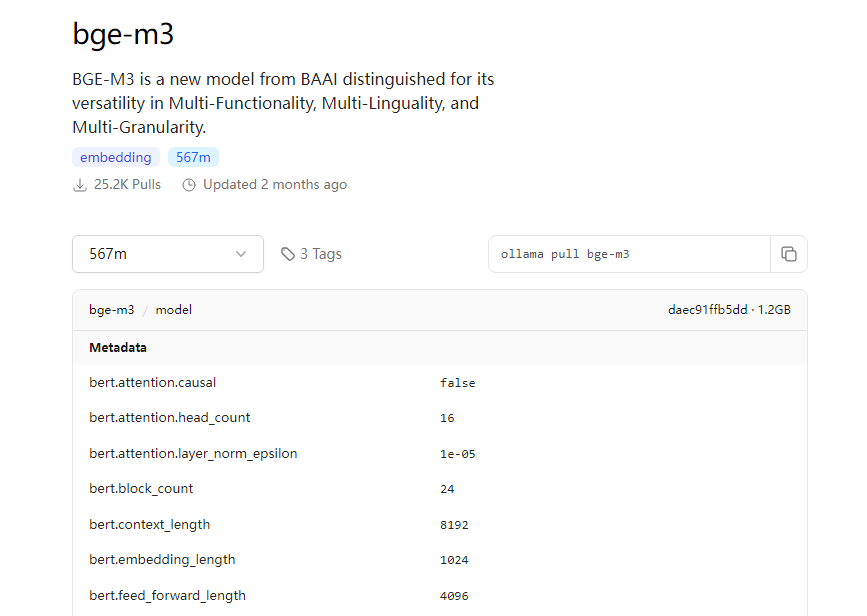 bge-m3
BGE-M3 is a new model from BAAI distinguished for its
versatility in Multi-Functionality, Multi-Linguality, and
Multi-Granularity.
embedding 567m
25.2K Pulls Updated 2 months ago
567m 3 Tags ollama pull bge-m3
bge-m3 / model daec91ffb5dd · 1.2GB
Metadata
bert.attention.causal false
bert.attention.head_count 16
bert.attention.layer_norm_epsilon 1e-05
bert.block_count 24
bert.context_length 8192
bert.embedding_length 1024
bert.feed_forward_length 4096